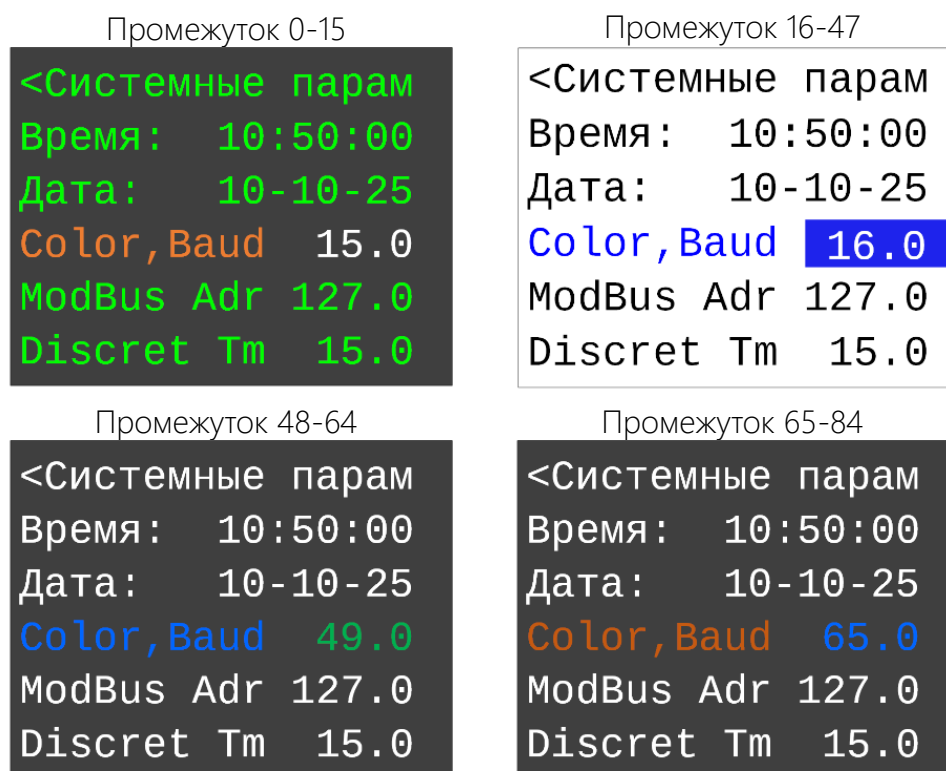 Промежуток 0-15
<Системные парам
Время: 10:50:00
Дата: 10-10-25
Color,Baud 15.0
ModBus Adr 127.0
Discret Tm 15.0
Промежуток 16-47
<Системные парам
Время: 10:50:00
Дата: 10-10-25
Color,Baud 16.0
ModBus Adr 127.0
Discret Tm 15.0
Промежуток 48-64
<Системные парам
Время: 10:50:00
Дата: 10-10-25
Color,Baud 49.0
ModBus Adr 127.0
Discret Tm 15.0
Промежуток 65-84
<Системные парам
Время: 10:50:00
Дата: 10-10-25
Color,Baud 65.0
ModBus Adr 127.0
Discret Tm 15.0